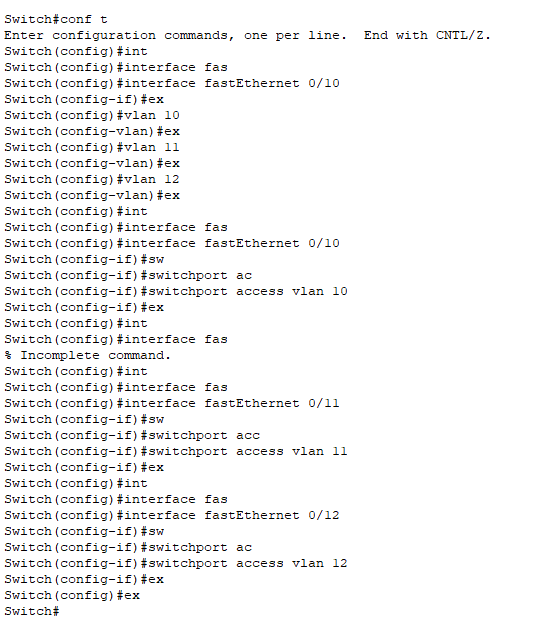 Switch#conf t
Enter configuration commands, one per line.  End with CNTL/Z.
Switch(config)#int
Switch(config)#interface fas
Switch(config)#interface fastEthernet 0/10
Switch(config-if)#ex
Switch(config)#vlan 10
Switch(config-vlan)#ex
Switch(config)#vlan 11
Switch(config-vlan)#ex
Switch(config)#vlan 12
Switch(config-vlan)#ex
Switch(config)#int
Switch(config)#interface fas
Switch(config)#interface fastEthernet 0/10
Switch(config-if)#sw
Switch(config-if)#switchport ac
Switch(config-if)#switchport access vlan 10
Switch(config-if)#ex
Switch(config)#int
Switch(config)#interface fas
% Incomplete command.
Switch(config)#int
Switch(config)#interface fas
Switch(config)#interface fastEthernet 0/11
Switch(config-if)#sw
Switch(config-if)#switchport acc
Switch(config-if)#switchport access vlan 11
Switch(config-if)#ex
Switch(config)#int
Switch(config)#interface fas
Switch(config)#interface fastEthernet 0/12
Switch(config-if)#sw
Switch(config-if)#switchport ac
Switch(config-if)#switchport access vlan 12
Switch(config-if)#ex
Switch(config)#ex
Switch#